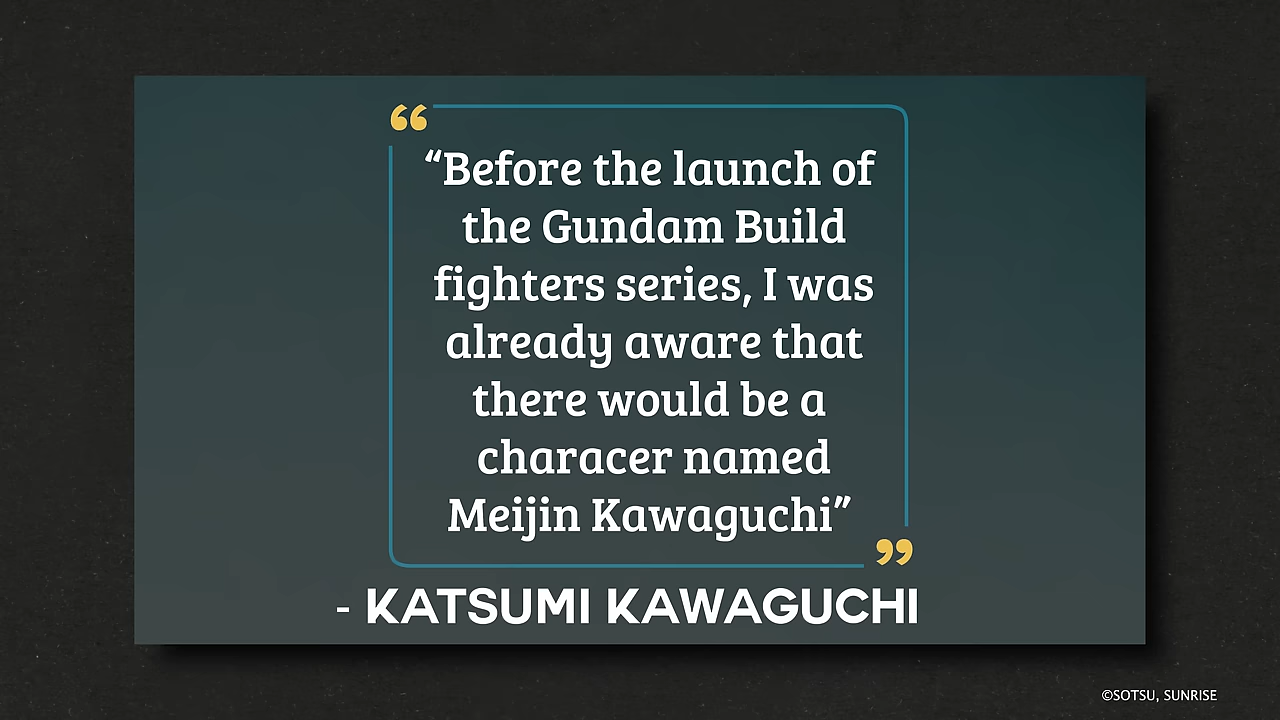 “
“Before the launch of
the Gundam Build
fighters series, I was
already aware that
there would be a
characer named
Meijin Kawaguchi”
”
- KATSUMI KAWAGUCHI
©SOTSU, SUNRISE